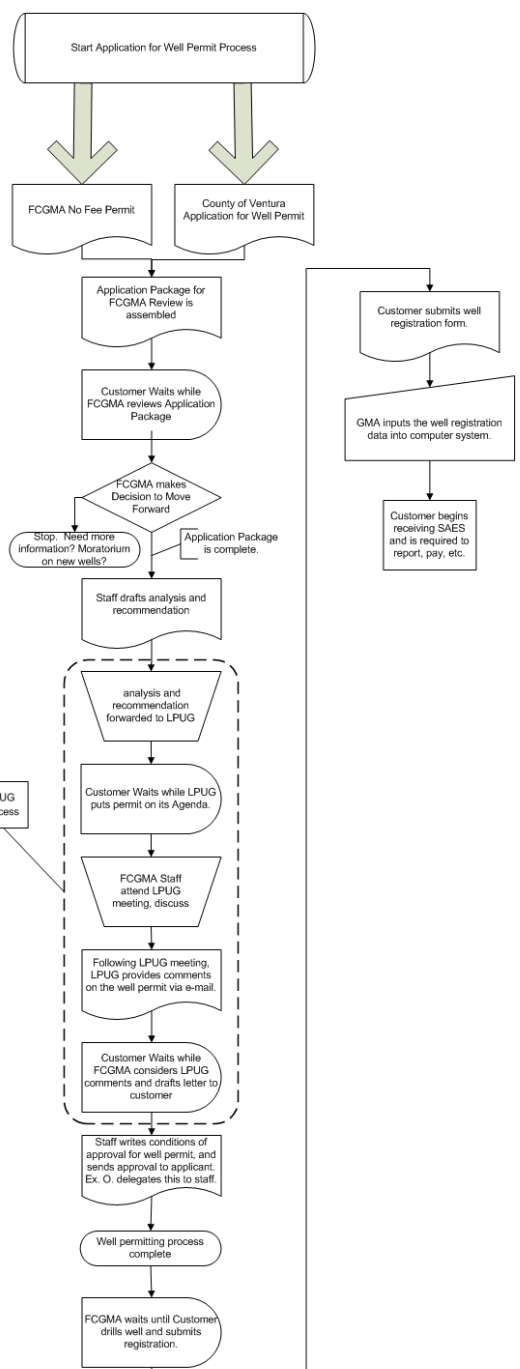 Start Application for Well Permit Process
FCGMA No Fee Permit
County of Ventura
Application for Well Permit
Application Package for
FCGMA Review is
assembled
Customer Waits while
FCGMA reviews Application
Package
FCGMA makes
Decision to Move
Forward
Stop. Need more
information? Moratorium
on new wells?
Application Package
is complete.
Staff drafts analysis and
recommendation
analysis and
recommendation
forwarded to LPUG
Customer Waits while LPUG
puts permit on its Agenda.
FCGMA Staff
attend LPUG
meeting, discuss
Following LPUG meeting,
LPUG provides comments
on the well permit via e-mail.
Customer Waits while
FCGMA considers LPUG
comments and drafts letter to
customer
Staff writes conditions of
approval for well permit, and
sends approval to applicant.
Ex. O. delegates this to staff.
Well permitting process
complete
FCGMA waits until Customer
drills well and submits
registration.
Customer submits well
registration form.
GMA inputs the well registration
data into computer system.
Customer begins
receiving SAES
and is required to
report, pay, etc.